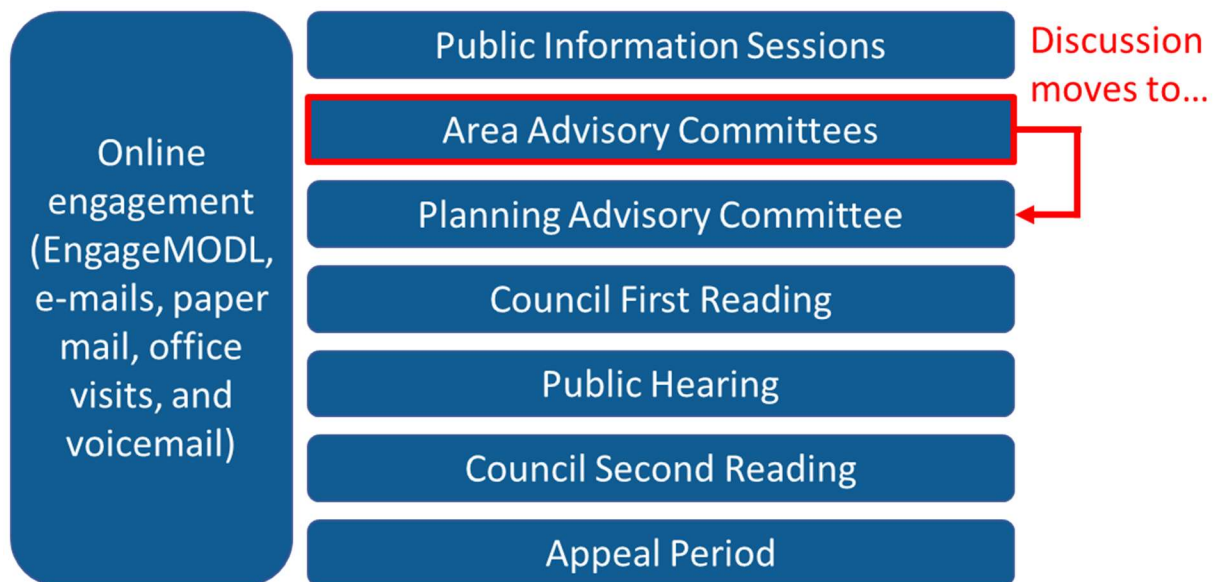 Online
engagement
(EngageMODL,
e-mails, paper
mail, office
visits, and
voicemail)
Public Information Sessions
Area Advisory Committees
Planning Advisory Committee
Council First Reading
Public Hearing
Council Second Reading
Appeal Period
Discussion
moves to...